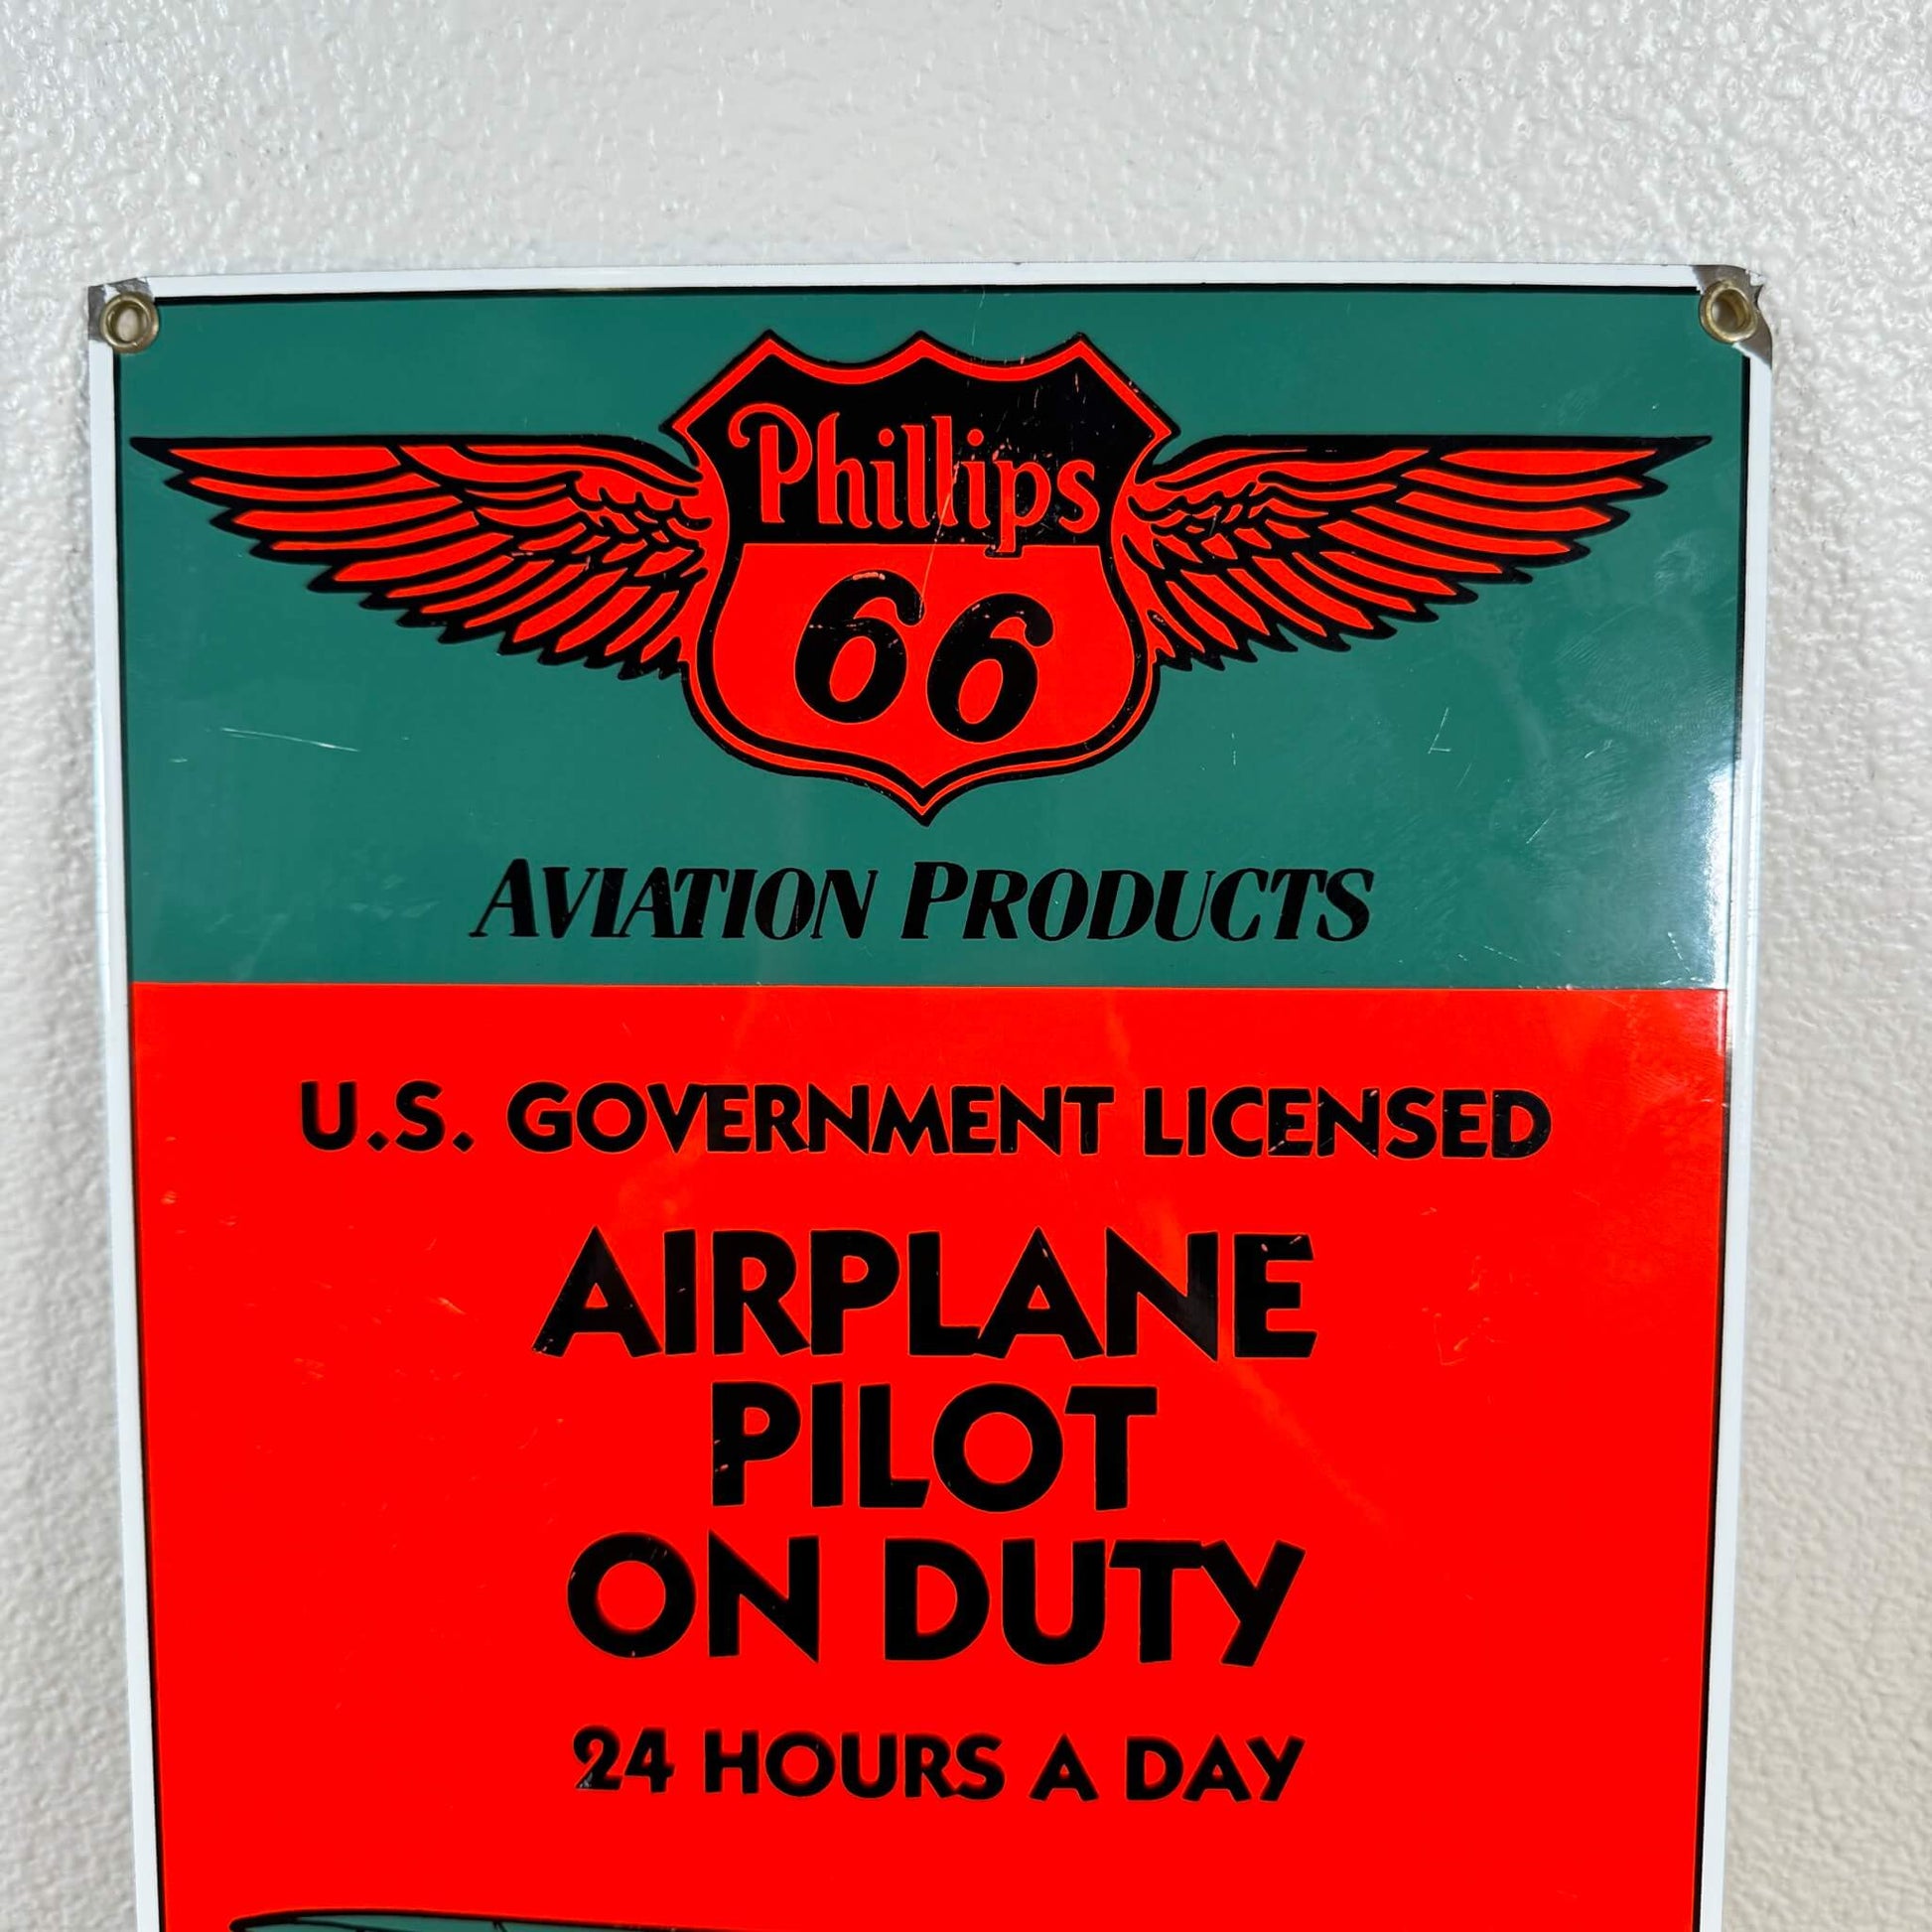 Phillips
66
AVIATION PRODUCTS
U.S. GOVERNMENT LICENSED
AIRPLANE
PILOT
ON DUTY
24 HOURS A DAY